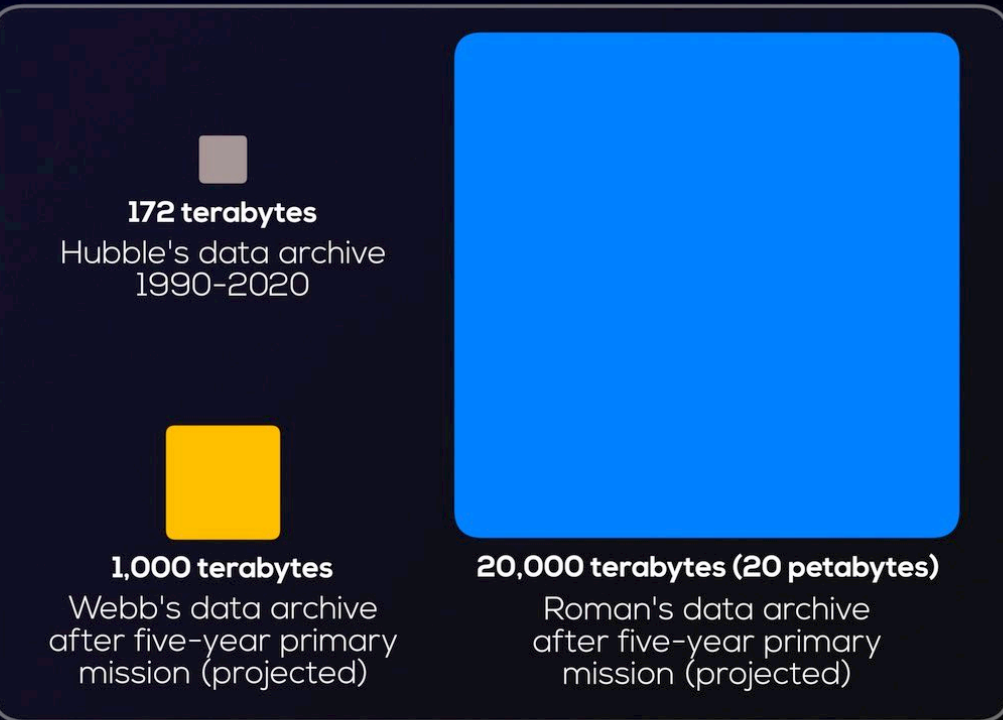 172 terabytes
Hubble's data archive
1990-2020
1,000 terabytes
Webb's data archive
after five-year primary
mission (projected)
20,000 terabytes (20 petabytes)
Roman's data archive
after five-year primary
mission (projected)